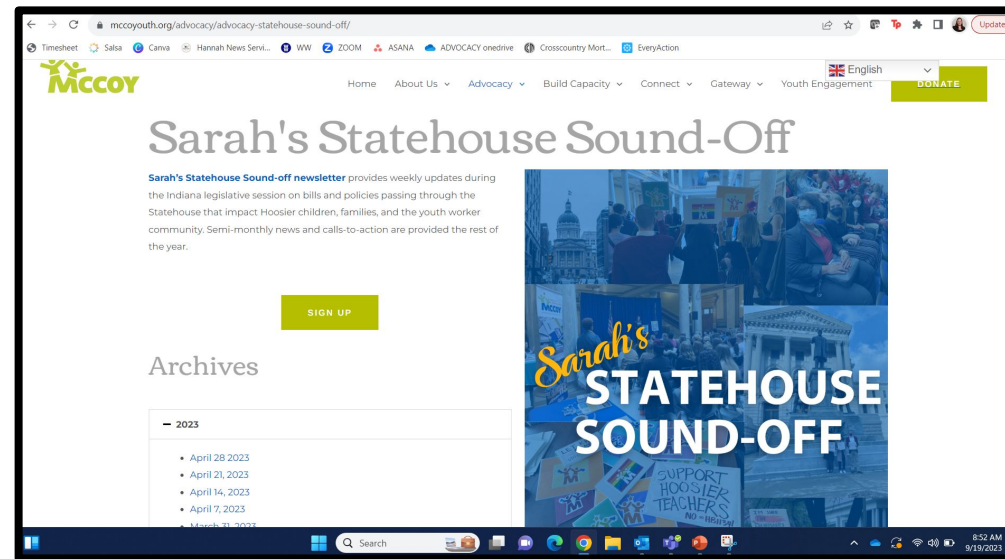 mccoyouth.org/advocacy/advocacy-statehouse-sound-off/
Update
Timesheet Salsa Canva Hannah News Servi... WW ZOOM ASANA ADVOCACY onedrive Crosscountry Mort... EveryAction
English
MCCOY
Home About Us Advocacy Build Capacity Connect Gateway Youth Engagement DONATE
Sarah's Statehouse Sound-Off
Sarah's Statehouse Sound-off newsletter provides weekly updates during
the Indiana legislative session on bills and policies passing through the
Statehouse that impact Hoosier children, families, and the youth worker
community. Semi-monthly news and calls-to-action are provided the rest of
the year.
SIGN UP
Archives
2023
April 28 2023
April 21, 2023
April 14, 2023
April 7, 2023
March 31, 2023
Sarah's
STATEHOUSE
SOUND-OFF
MCCOY
SUPPORT
HOOSIER
TEACHERS
Search
8:52 AM
9/19/2023